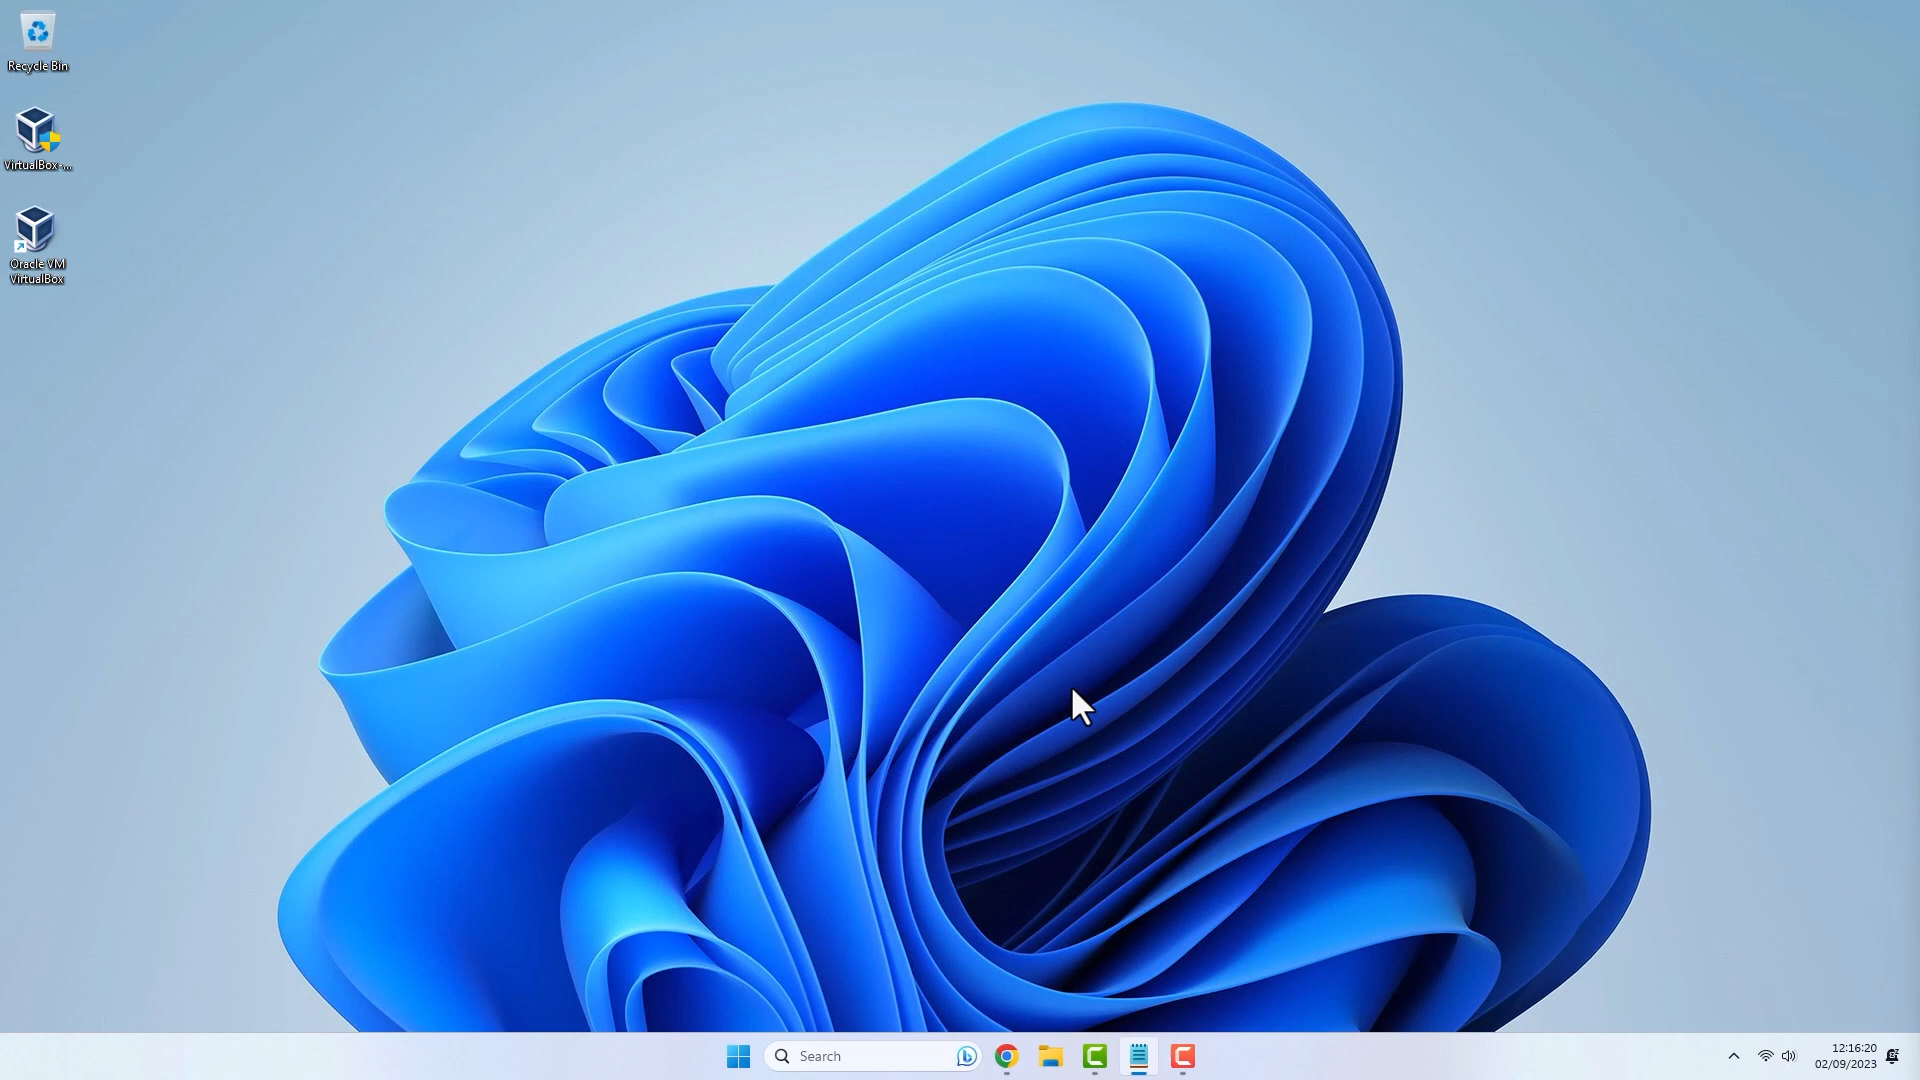 Recycle Bin
VirtualBox-...
Oracle VM
VirtualBox
Search
12:16:20
02/09/2023